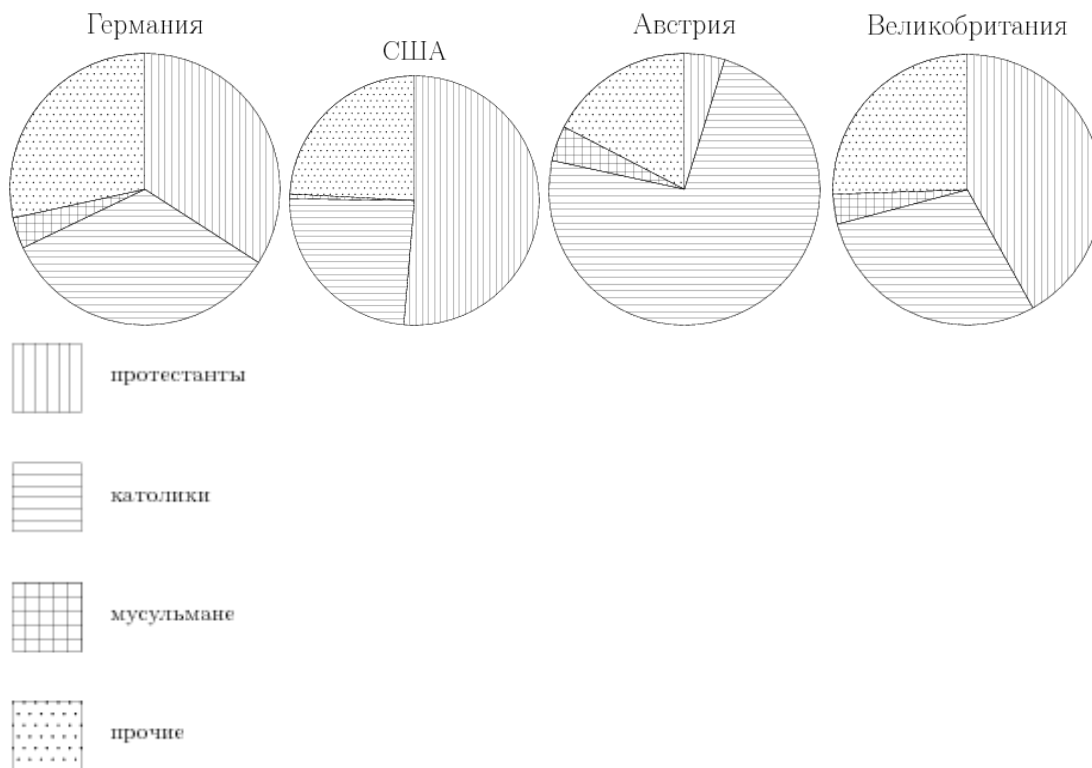 Германия
США
Австрия
Великобритания
протестанты
католики
мусульмане
прочие